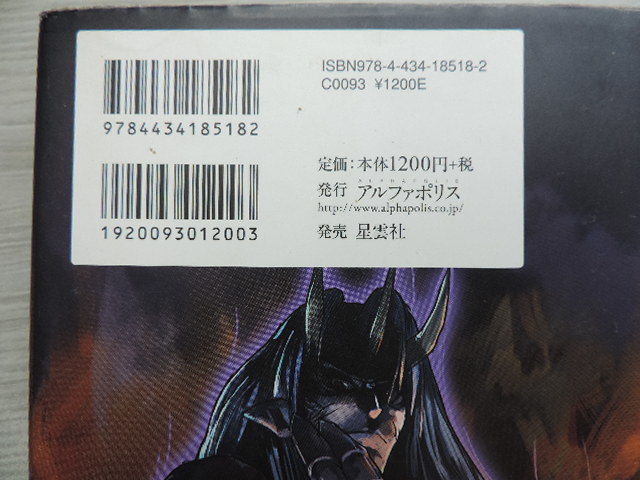 ISBN978-4-434-18518-2
C0093 ¥1200E
9784434185182
定価：本体1200円+税
ALPHAPOLIS
発行 アルファポリス
http://www.alphapolis.co.jp/
1920093012003
発売 星雲社